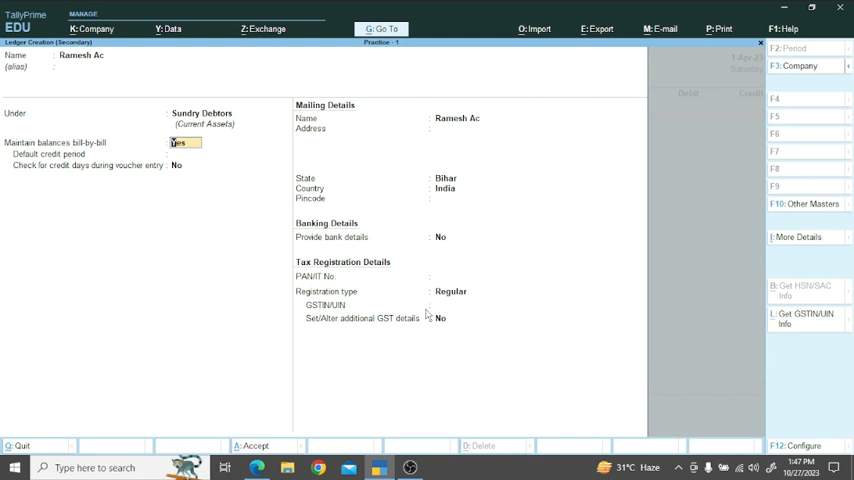 TallyPrime
EDU
MANAGE
K: Company
Y: Data
Z: Exchange
G: Go To
O: Import
E: Export
M: E-mail
P: Print
F1: Help
Ledger Creation (Secondary)
Practice - 1
Name : Ramesh Ac
(alias) :
Under : Sundry Debtors
(Current Assets)
Maintain balances bill-by-bill : Yes
Default credit period :
Check for credit days during voucher entry : No
Mailing Details
Name : Ramesh Ac
Address :
State : Bihar
Country : India
Pincode :
Banking Details
Provide bank details : No
Tax Registration Details
PAN/IT No. :
Registration type : Regular
GSTIN/UIN :
Set/Alter additional GST details : No
1-Apr-23
Saturday
Debit Credit
F2: Period
F3: Company
F4
F5
F6
F7
F8
F9
F10: Other Masters
I: More Details
B: Get HSN/SAC
Info
L: Get GSTIN/UIN
Info
F12: Configure
Q: Quit
A: Accept
D: Delete
Type here to search
31°C Haze
1:47 PM
10/27/2023